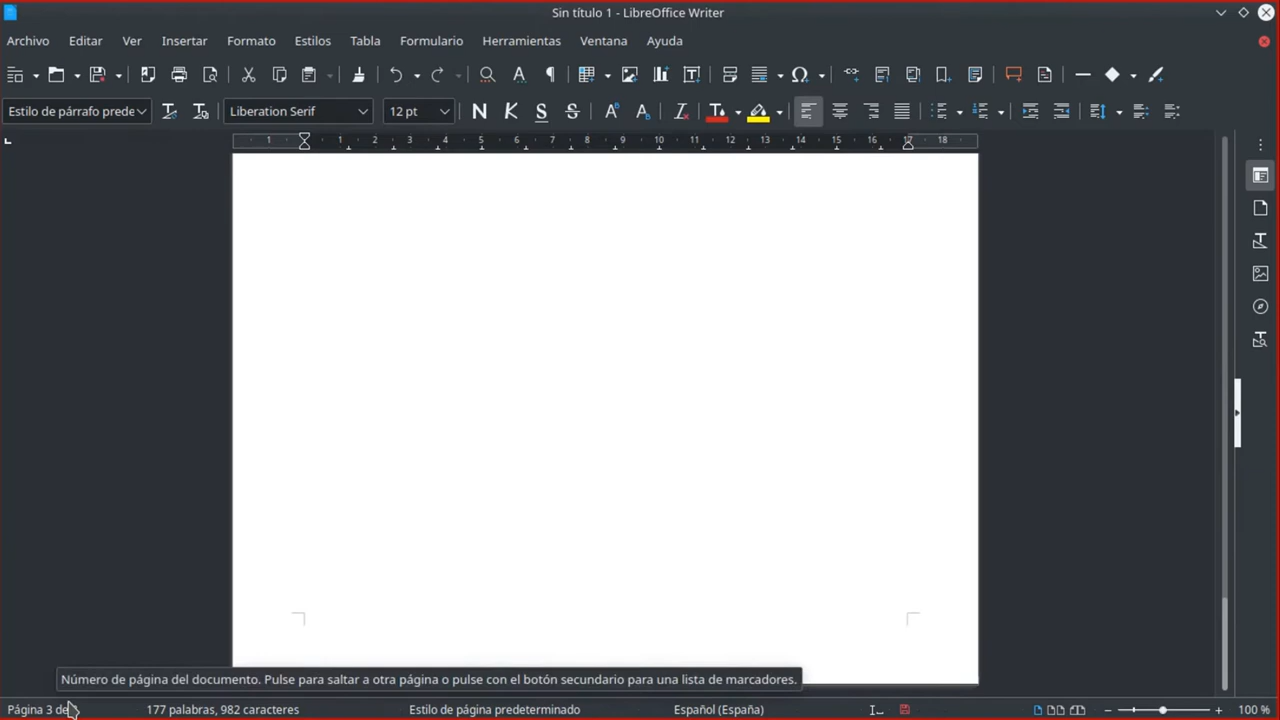 Sin título 1 - LibreOffice Writer
Archivo Editar Ver Insertar Formato Estilos Tabla Formulario Herramientas Ventana Ayuda
Estilo de párrafo prede Liberation Serif 12 pt N K S S
1 1 2 3 4 5 6 7 8 9 10 11 12 13 14 15 16 17 18
Número de página del documento. Pulse para saltar a otra página o pulse con el botón secundario para una lista de marcadores.
Página 3 de 177 palabras, 982 caracteres Estilo de página predeterminado Español (España) 100 %